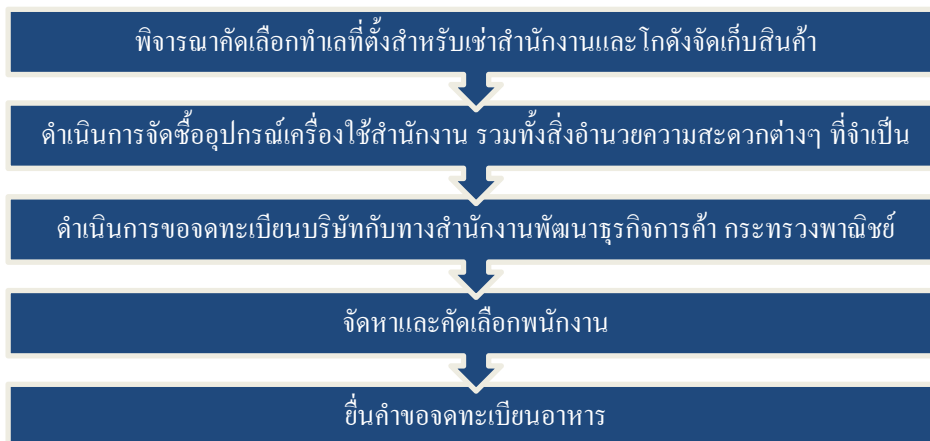 พิจารณาคัดเลือกทำเลที่ตั้งสำหรับเช่าสำนักงานและโกดังจัดเก็บสินค้า
ดำเนินการจัดซื้ออุปกรณ์เครื่องใช้สำนักงาน รวมทั้งสิ่งอำนวยความสะดวกต่างๆ ที่จำเป็น
ดำเนินการขอจดทะเบียนบริษัทกับทางสำนักงานพัฒนาธุรกิจการค้า กระทรวงพาณิชย์
จัดหาและคัดเลือกพนักงาน
ยื่นคำขอจดทะเบียนอาหาร